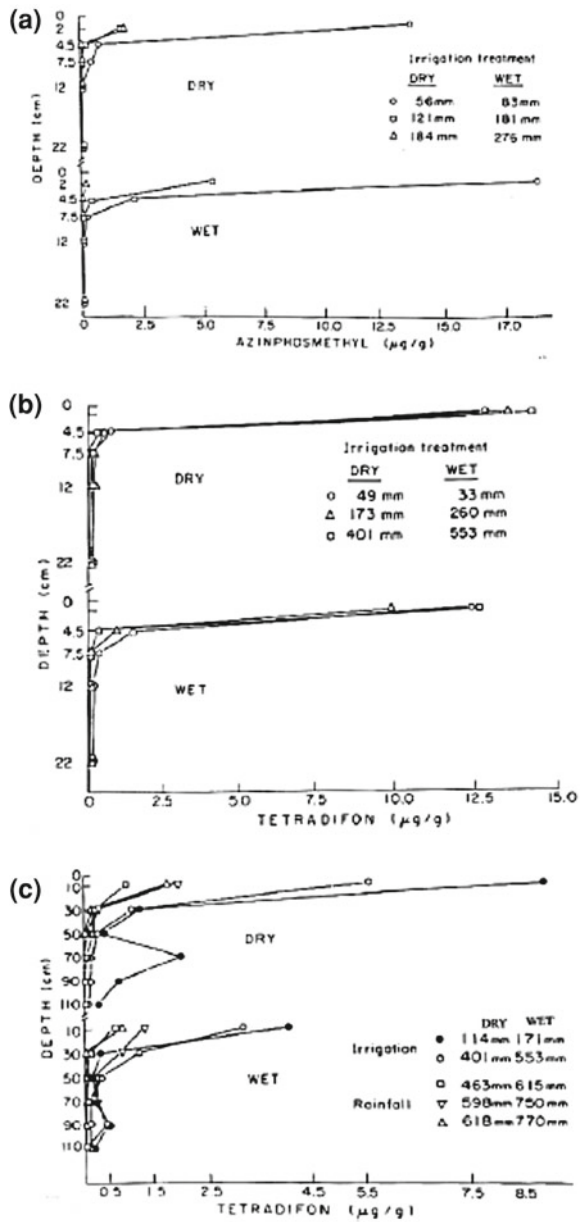 (a)
0
2
4.5
7.5
12
22
DRY
Irrigation treatment
DRY WET
56mm 83mm
121mm 181mm
184mm 276mm
DEPTH (cm)
0
2
4.5
7.5
12
22
WET
0 2.5 5.0 7.5 10.0 12.5 15.0 17.0
AZINPHOSMETHYL (μg/g)
(b)
0
4.5
7.5
12
22
DRY
Irrigation treatment
DRY WET
49 mm 33 mm
173 mm 260 mm
401 mm 553 mm
DEPTH (cm)
0
4.5
7.5
12
22
WET
0 2.5 5.0 7.5 10.0 12.5 15.0
TETRADIFON (μg/g)
(c)
0
10
30
50
70
90
110
DRY
DEPTH (cm)
10
30
50
70
90
110
WET
DRY WET
Irrigation 114mm 171mm
401mm 553mm
463mm 615mm
Rainfall 598mm 750mm
618mm 770mm
0.5 1.5 2.5 4.5 5.5 7.5 8.5
TETRADIFON (μg/g)